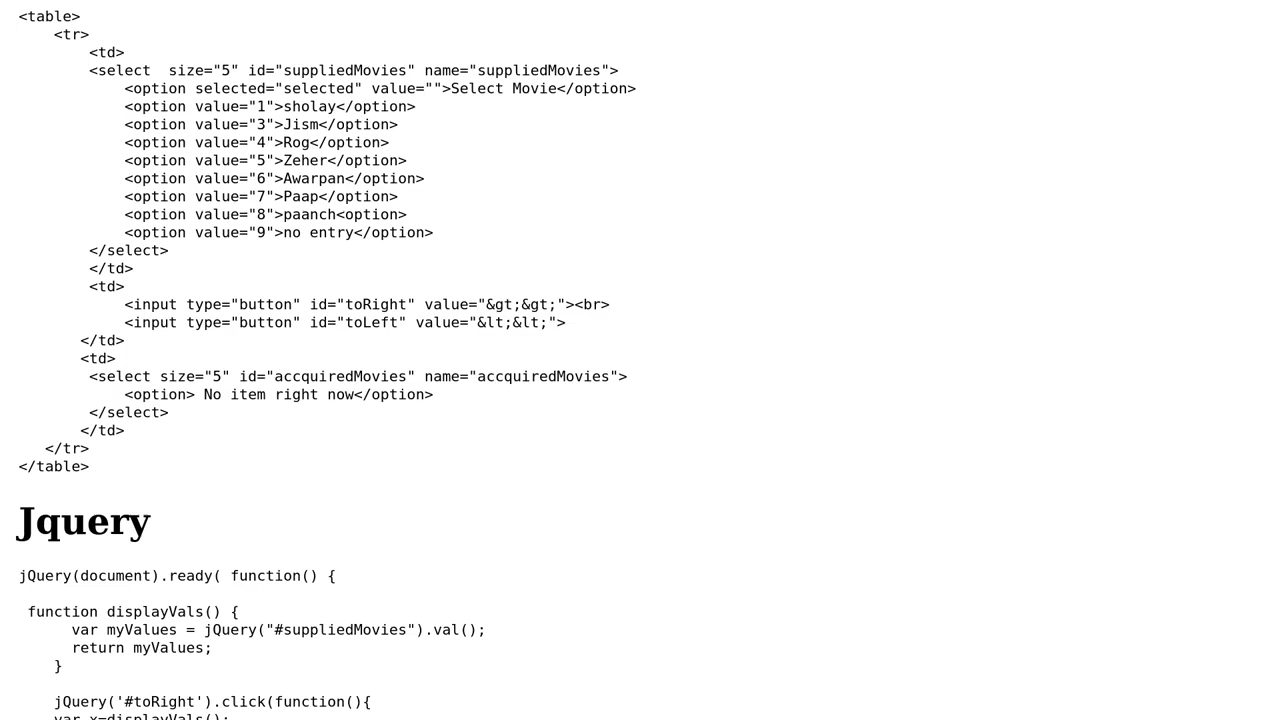 <table>
    <tr>
        <td>
        <select  size="5" id="suppliedMovies" name="suppliedMovies">
            <option selected="selected" value="">Select Movie</option>
            <option value="1">sholay</option>
            <option value="3">Jism</option>
            <option value="4">Rog</option>
            <option value="5">Zeher</option>
            <option value="6">Awarpan</option>
            <option value="7">Paap</option>
            <option value="8">paanch<option>
            <option value="9">no entry</option>
        </select>
        </td>
        <td>
            <input type="button" id="toRight" value="&gt;&gt;"><br>
            <input type="button" id="toLeft" value="&lt;&lt;">
       </td>
       <td>
        <select size="5" id="accquiredMovies" name="accquiredMovies">
            <option> No item right now</option>
        </select>
       </td>
   </tr>
</table>
Jquery
jQuery(document).ready( function() {
 function displayVals() {
      var myValues = jQuery("#suppliedMovies").val();
      return myValues;
    }
    jQuery('#toRight').click(function(){
    var x=displayVals();